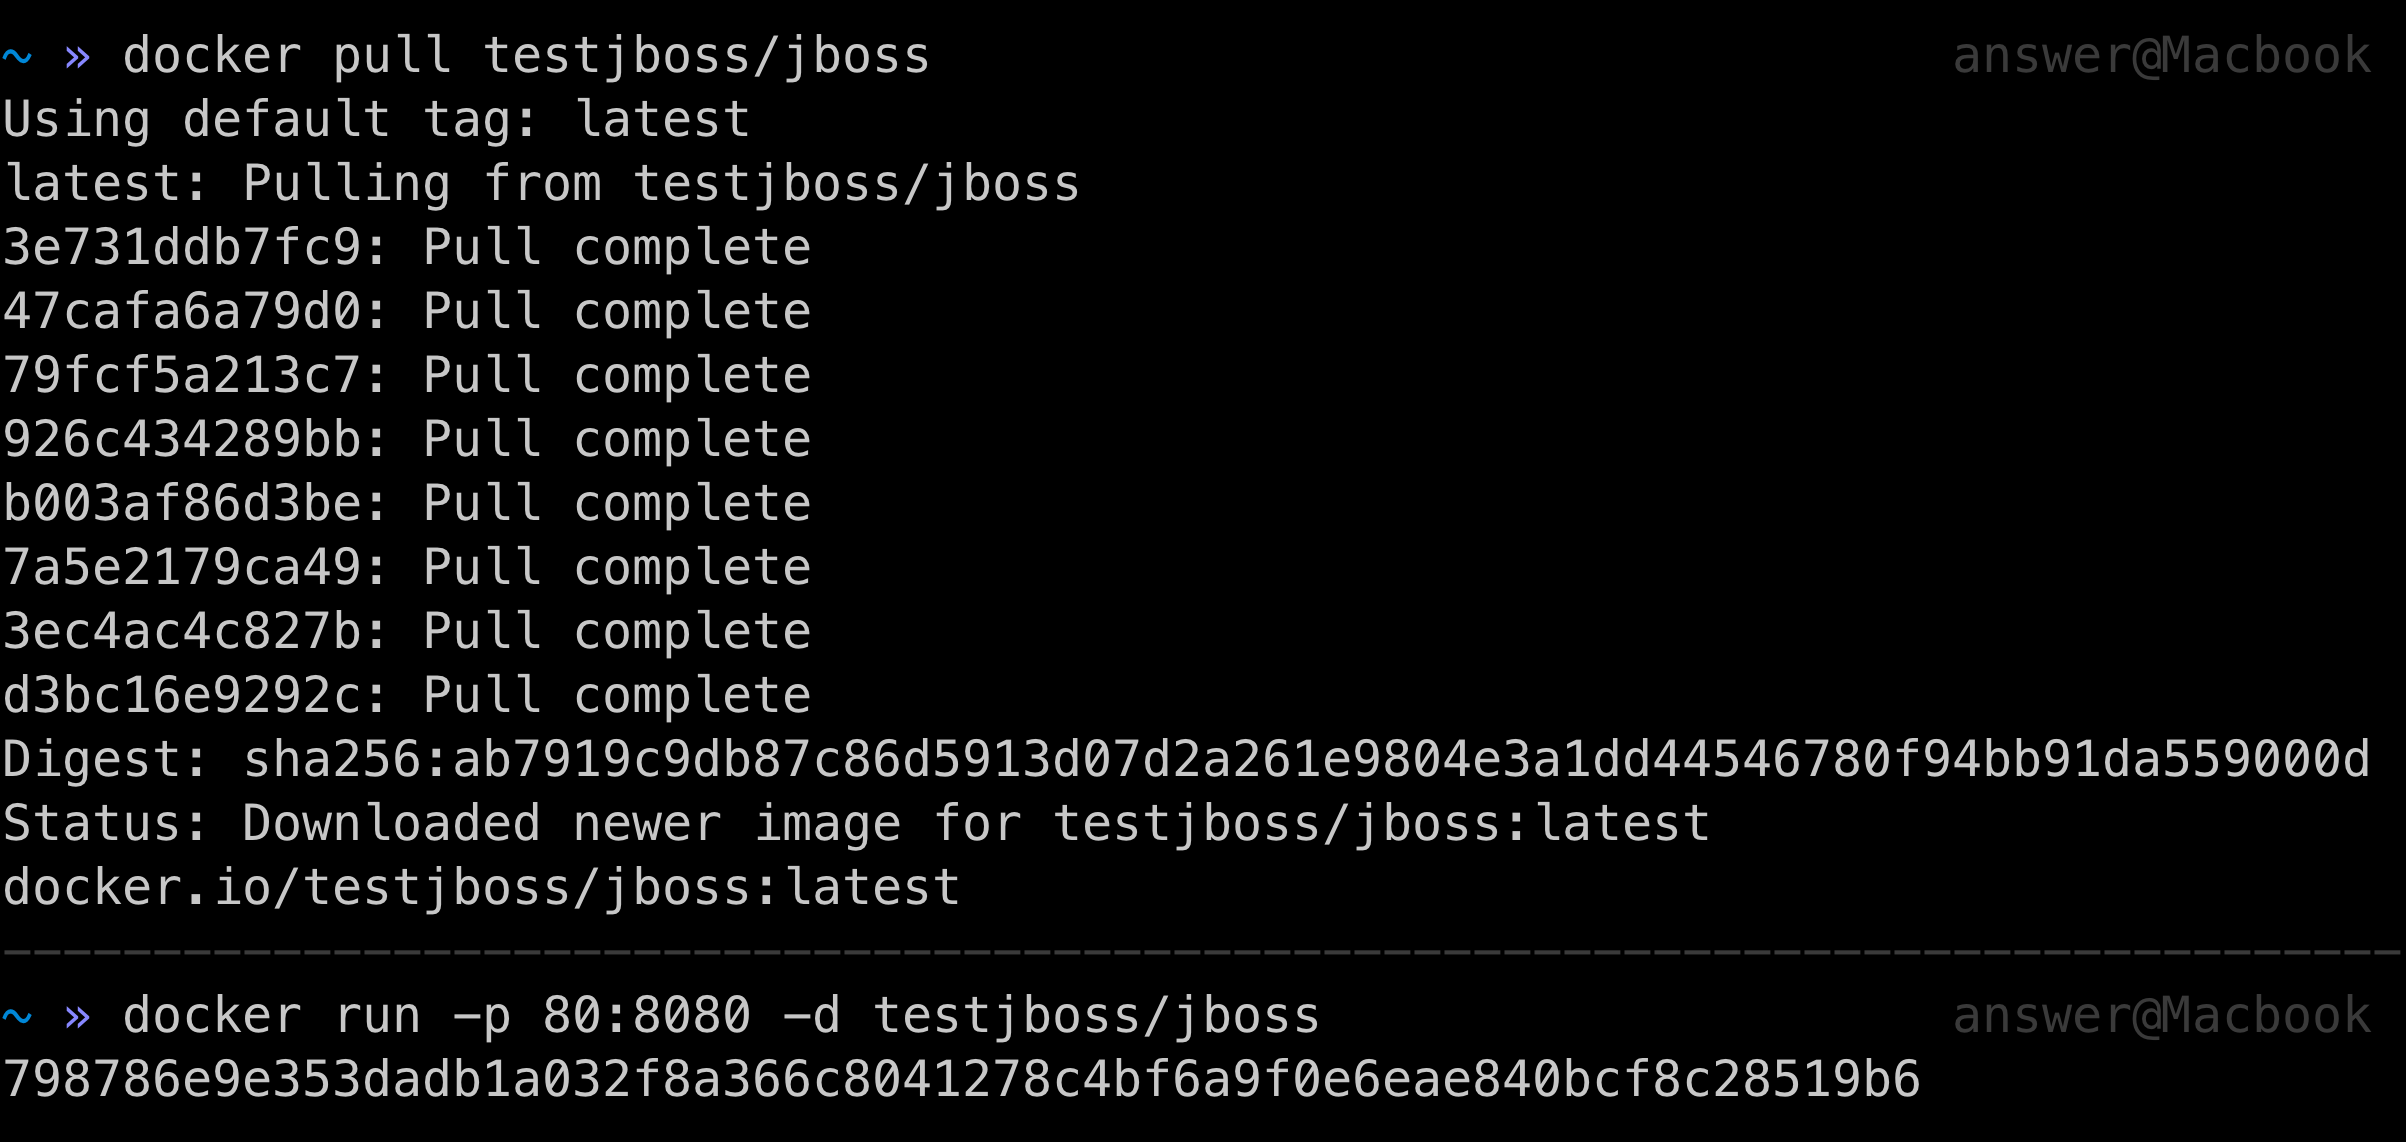 ~ » docker pull testjboss/jboss answer@Macbook
Using default tag: latest
latest: Pulling from testjboss/jboss
3e731ddb7fc9: Pull complete
47cafa6a79d0: Pull complete
79fcf5a213c7: Pull complete
926c434289bb: Pull complete
b003af86d3be: Pull complete
7a5e2179ca49: Pull complete
3ec4ac4c827b: Pull complete
d3bc16e9292c: Pull complete
Digest: sha256:ab7919c9db87c86d5913d07d2a261e9804e3a1dd44546780f94bb91da559000d
Status: Downloaded newer image for testjboss/jboss:latest
docker.io/testjboss/jboss:latest
--------------------------------------------------------------------------------
~ » docker run -p 80:8080 -d testjboss/jboss answer@Macbook
798786e9e353dadb1a032f8a366c8041278c4bf6a9f0e6eae840bcf8c28519b6